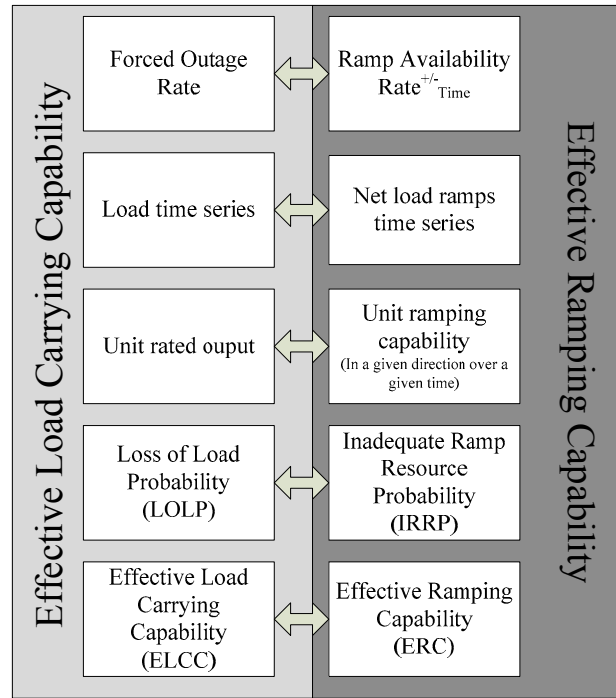 Effective Load Carrying Capability
Forced Outage
Rate
Ramp Availability
Rate+/-Time
Load time series
Net load ramps
time series
Unit rated ouput
Unit ramping
capability
(In a given direction over a
given time)
Loss of Load
Probability
(LOLP)
Inadequate Ramp
Resource
Probability
(IRRP)
Effective Load
Carrying
Capability
(ELCC)
Effective Ramping
Capability
(ERC)
Effective Ramping Capability